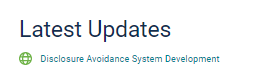 Latest Updates
Disclosure Avoidance System Development